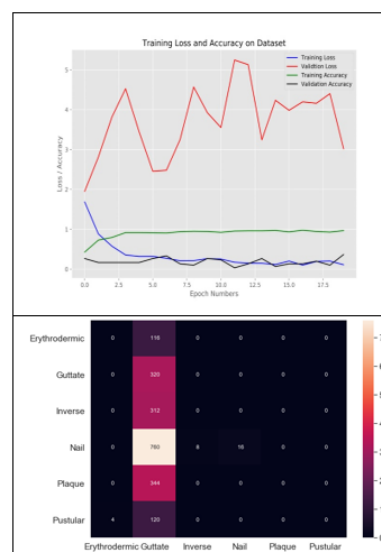 Training Loss and Accuracy on Dataset
Training Loss
Validtion Loss
Training Accuracy
Validation Accuracy
5
4
3
2
1
0
Loss / Accuracy
0.0 2.5 5.0 7.5 10.0 12.5 15.0 17.5
Epoch Numbers
Erythrodermic 0 116 0 0 0 0
Guttate 0 320 0 0 0 0
Inverse 0 312 0 0 0 0
Nail 0 760 8 16 0 0
Plaque 0 344 0 0 0 0
Pustular 4 120 0 0 0 0
Erythrodermic Guttate Inverse Nail Plaque Pustular